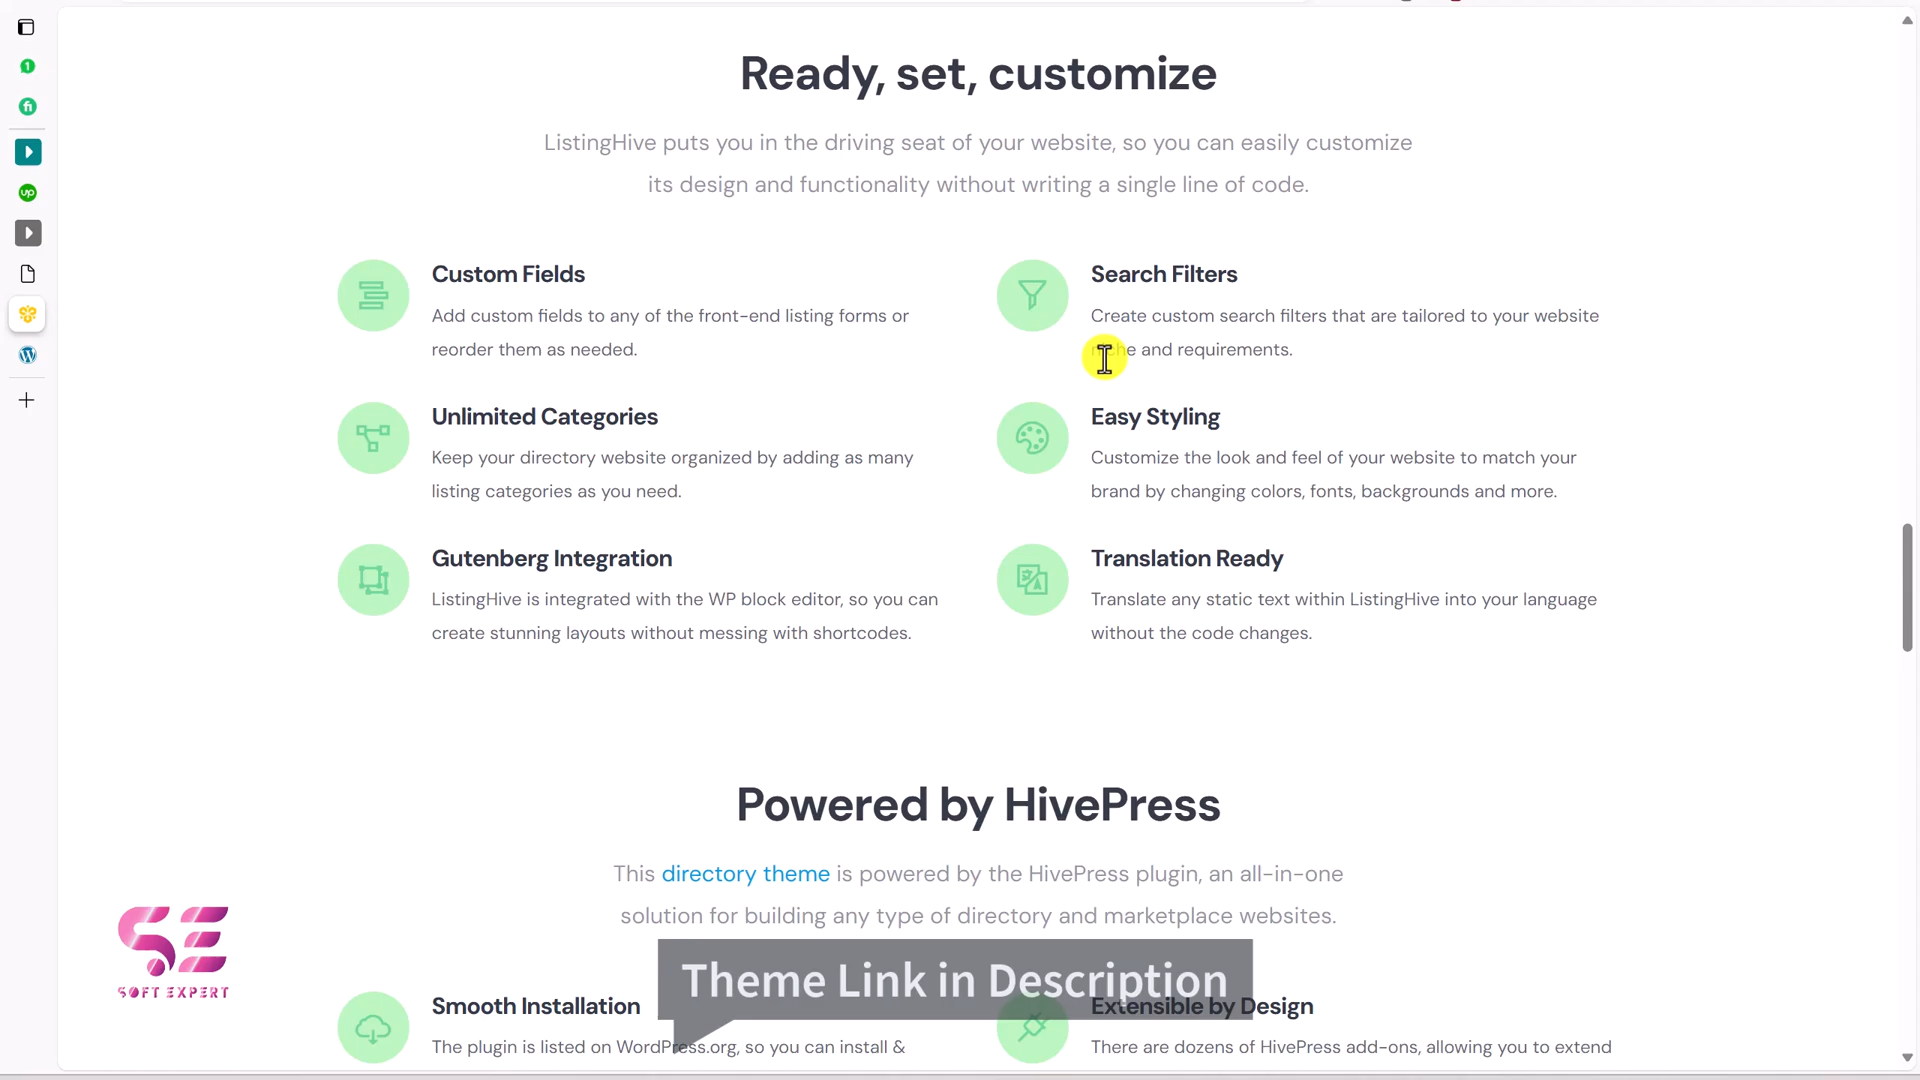 Ready, set, customize
ListingHive puts you in the driving seat of your website, so you can easily customize
its design and functionality without writing a single line of code.
Custom Fields
Add custom fields to any of the front-end listing forms or
reorder them as needed.
Search Filters
Create custom search filters that are tailored to your website
niche and requirements.
Unlimited Categories
Keep your directory website organized by adding as many
listing categories as you need.
Easy Styling
Customize the look and feel of your website to match your
brand by changing colors, fonts, backgrounds and more.
Gutenberg Integration
ListingHive is integrated with the WP block editor, so you can
create stunning layouts without messing with shortcodes.
Translation Ready
Translate any static text within ListingHive into your language
without the code changes.
Powered by HivePress
This directory theme is powered by the HivePress plugin, an all-in-one
solution for building any type of directory and marketplace websites.
Theme Link in Description
Smooth Installation
The plugin is listed on WordPress.org, so you can install &
Extensible by Design
There are dozens of HivePress add-ons, allowing you to extend
SE
SOFT EXPERT
1
fi
up
W